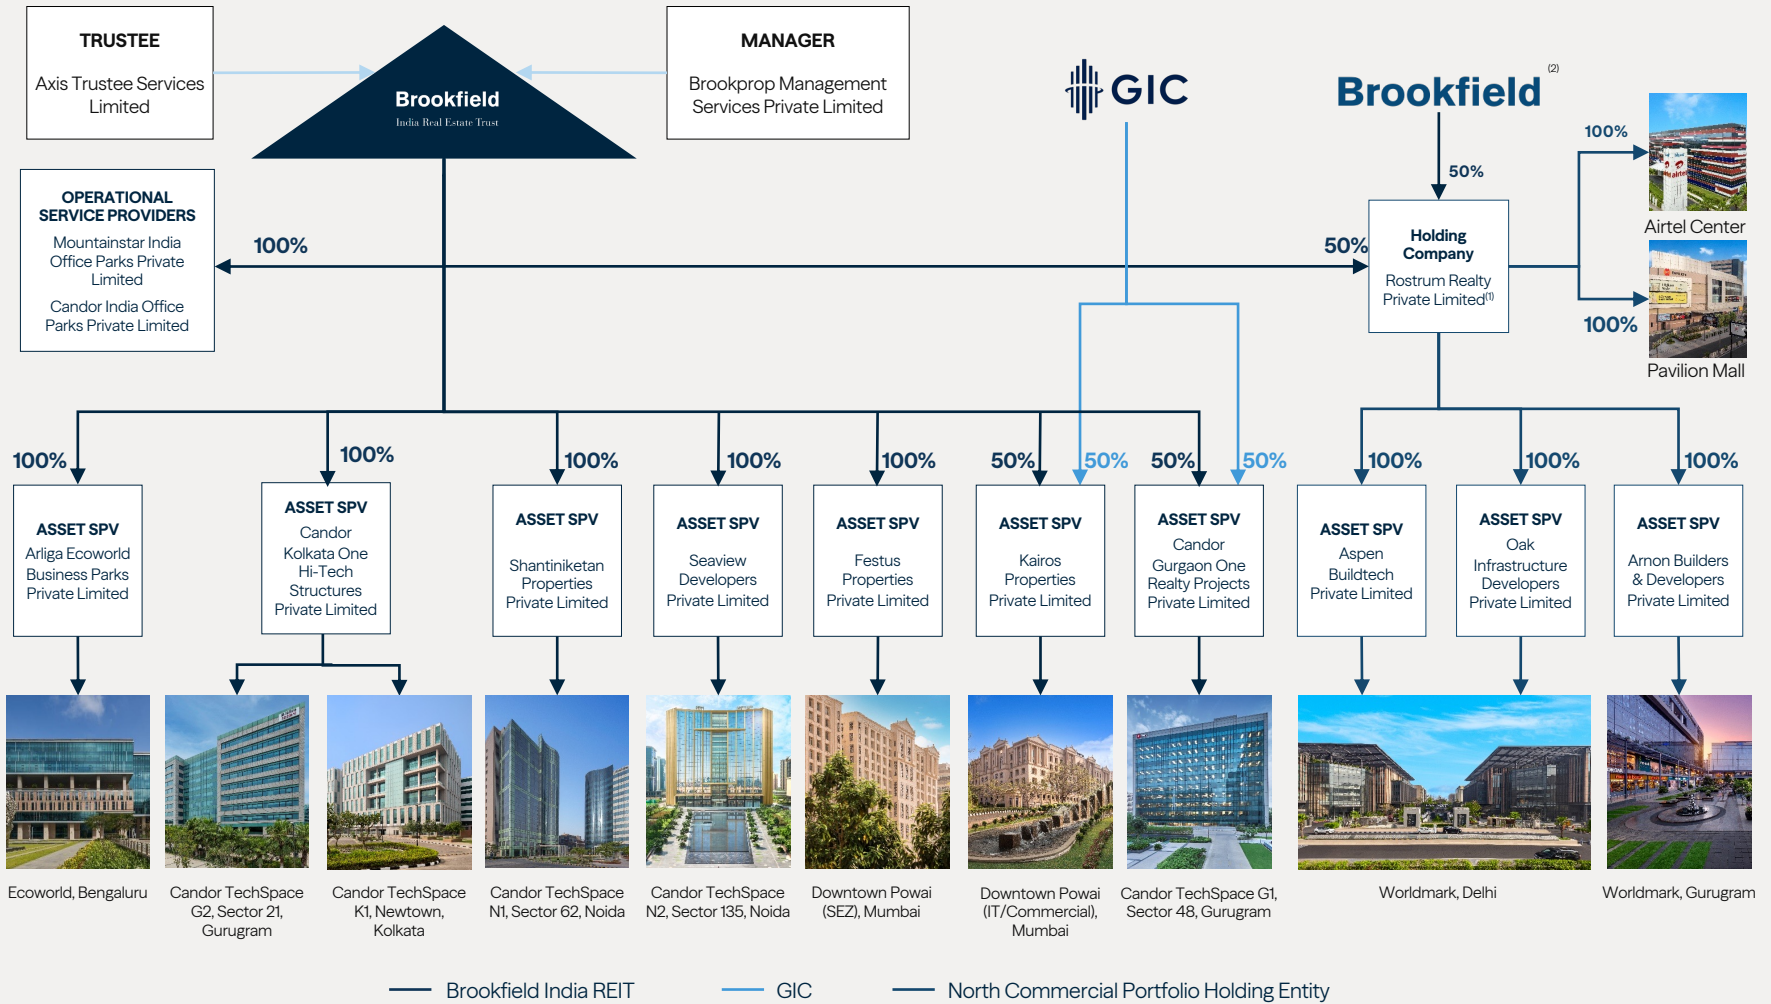 TRUSTEE
Axis Trustee Services
Limited
Brookfield
India Real Estate Trust
MANAGER
Brookprop Management
Services Private Limited
GIC
Brookfield (2)
100%
Airtel Center
50%
OPERATIONAL
SERVICE PROVIDERS
Mountainstar India
Office Parks Private
Limited
Candor India Office
Parks Private Limited
100%
50%
Holding
Company
Rostrum Realty
Private Limited(1)
100%
Pavilion Mall
100%
100%
100%
100%
100%
50%
50%
50%
50%
100%
100%
100%
ASSET SPV
Arliga Ecoworld
Business Parks
Private Limited
ASSET SPV
Candor
Kolkata One
Hi-Tech
Structures
Private Limited
ASSET SPV
Shantiniketan
Properties
Private Limited
ASSET SPV
Seaview
Developers
Private Limited
ASSET SPV
Festus
Properties
Private Limited
ASSET SPV
Kairos
Properties
Private Limited
ASSET SPV
Candor
Gurgaon One
Realty Projects
Private Limited
ASSET SPV
Aspen
Buildtech
Private Limited
ASSET SPV
Oak
Infrastructure
Developers
Private Limited
ASSET SPV
Arnon Builders
& Developers
Private Limited
Ecoworld, Bengaluru
Candor TechSpace
G2, Sector 21,
Gurugram
Candor TechSpace
K1, Newtown,
Kolkata
Candor TechSpace
N1, Sector 62, Noida
Candor TechSpace
N2, Sector 135, Noida
Downtown Powai
(SEZ), Mumbai
Downtown Powai
(IT/Commercial),
Mumbai
Candor TechSpace G1,
Sector 48, Gurugram
Worldmark, Delhi
Worldmark, Gurugram
Brookfield India REIT
GIC
North Commercial Portfolio Holding Entity